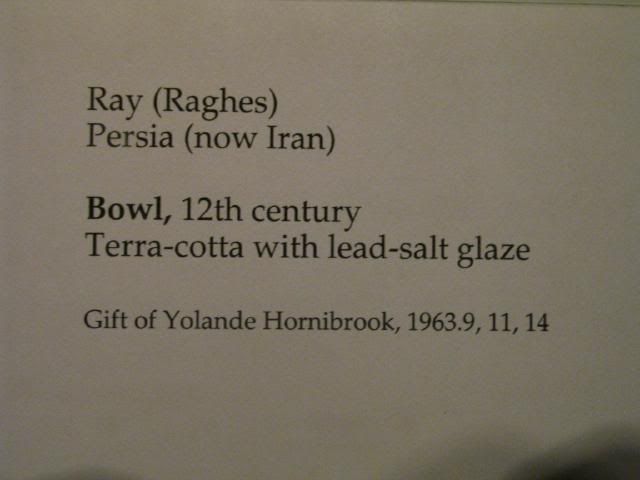 Ray (Raghes)
Persia (now Iran)
Bowl, 12th century
Terra-cotta with lead-salt glaze
Gift of Yolande Hornibrook, 1963.9, 11, 14